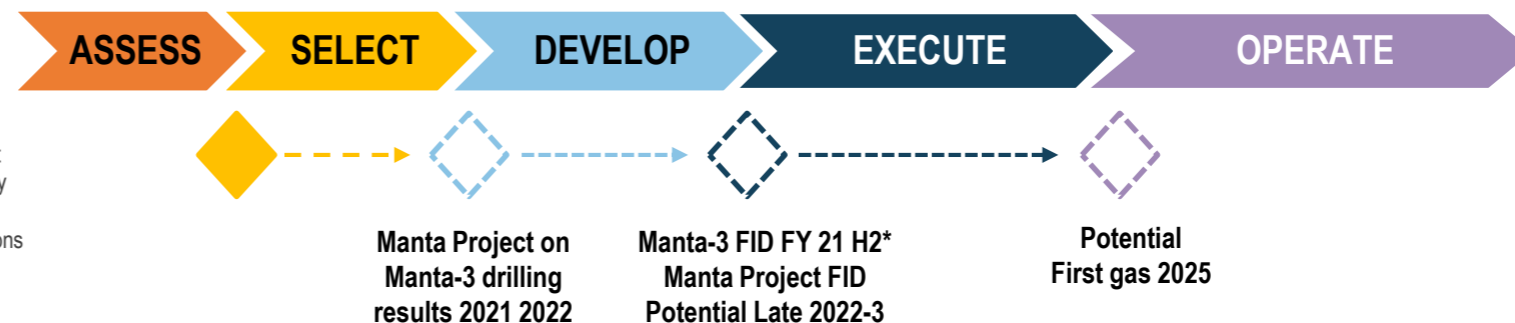 ASSESS
SELECT
DEVELOP
EXECUTE
OPERATE
Manta Project on
Manta-3 drilling
results 2021 2022
Manta-3 FID FY 21 H2*
Manta Project FID
Potential Late 2022-3
Potential
First gas 2025